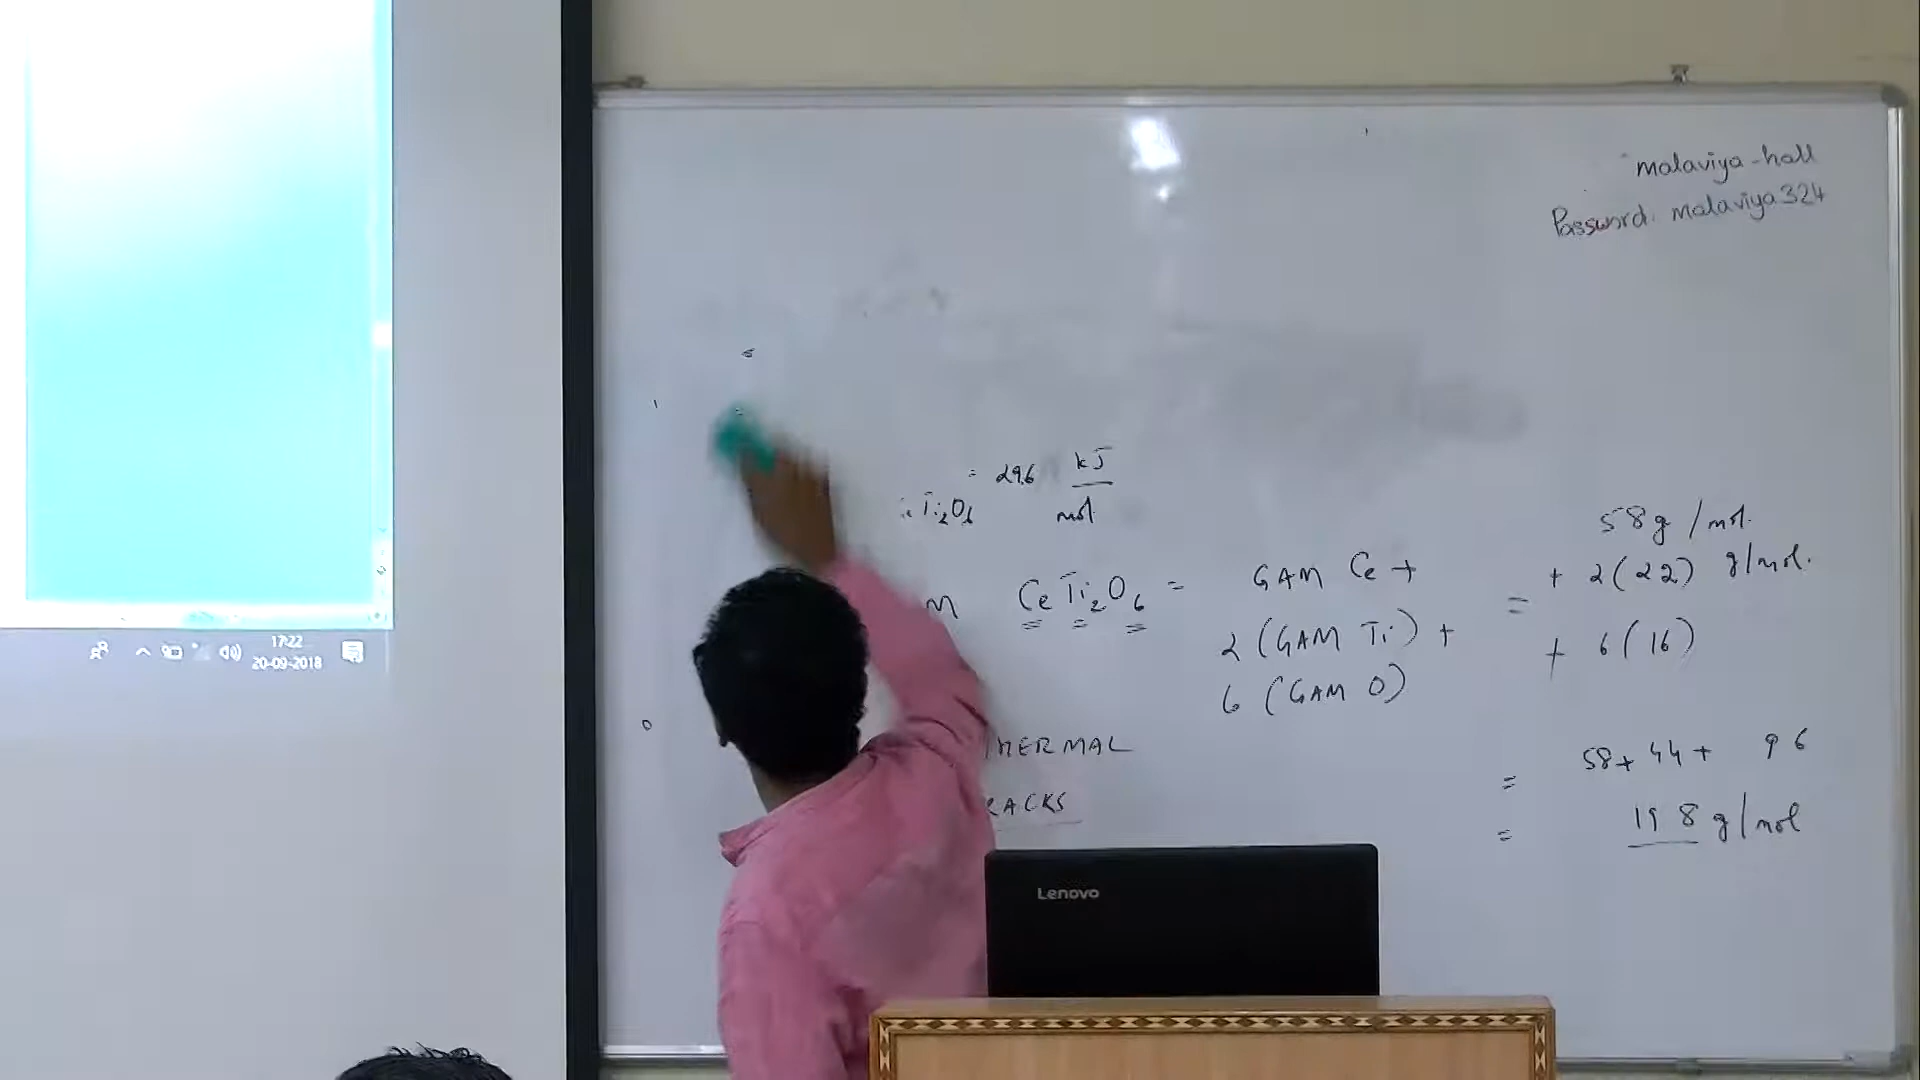 malaviya-hall
Password: malaviya324
= 296 kJ
Ti2O6 mol
58g/mol.
M CeTi2O6 = GAM Ce + = + 2(22) g/mol.
2(GAM Ti) + + 6(16)
6(GAM O)
HERMAL
= 58+44+ 96
RACKS
= 198 g/mol
Lenovo
17:22
20-09-2018